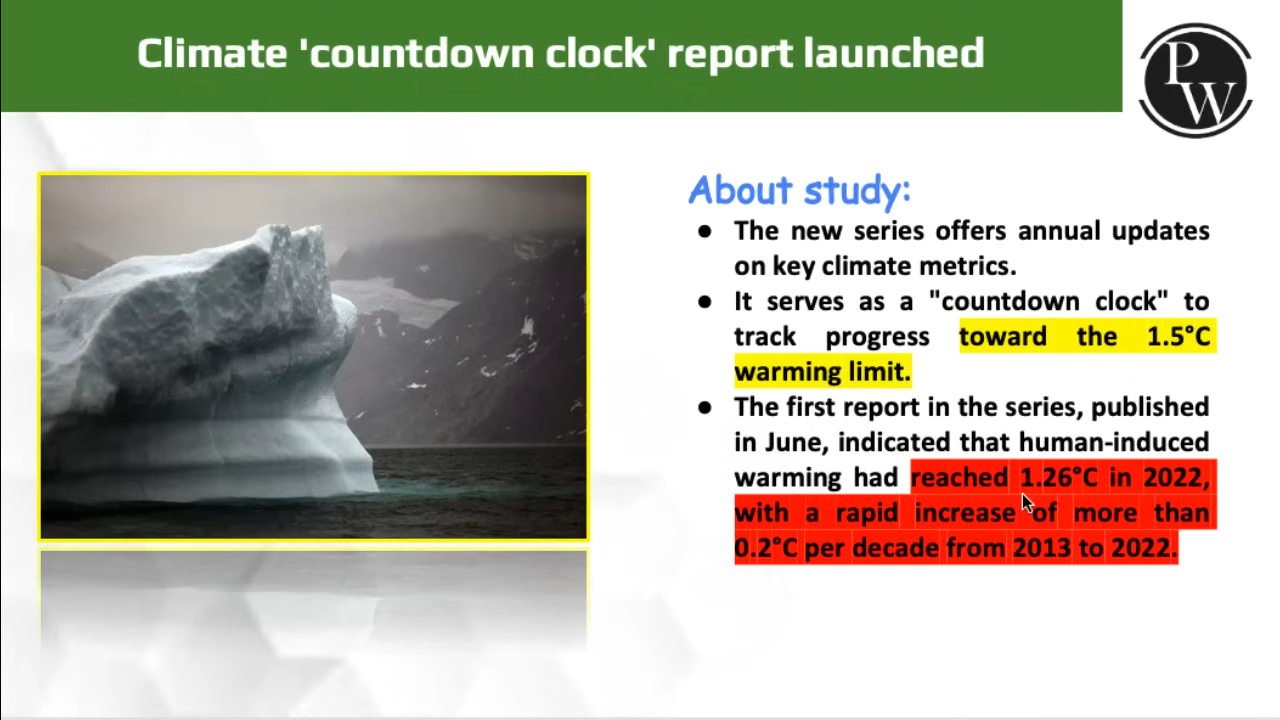 Climate 'countdown clock' report launched
PW
About study:
● The new series offers annual updates
on key climate metrics.
● It serves as a "countdown clock" to
track progress toward the 1.5°C
warming limit.
● The first report in the series, published
in June, indicated that human-induced
warming had reached 1.26°C in 2022,
with a rapid increase of more than
0.2°C per decade from 2013 to 2022.